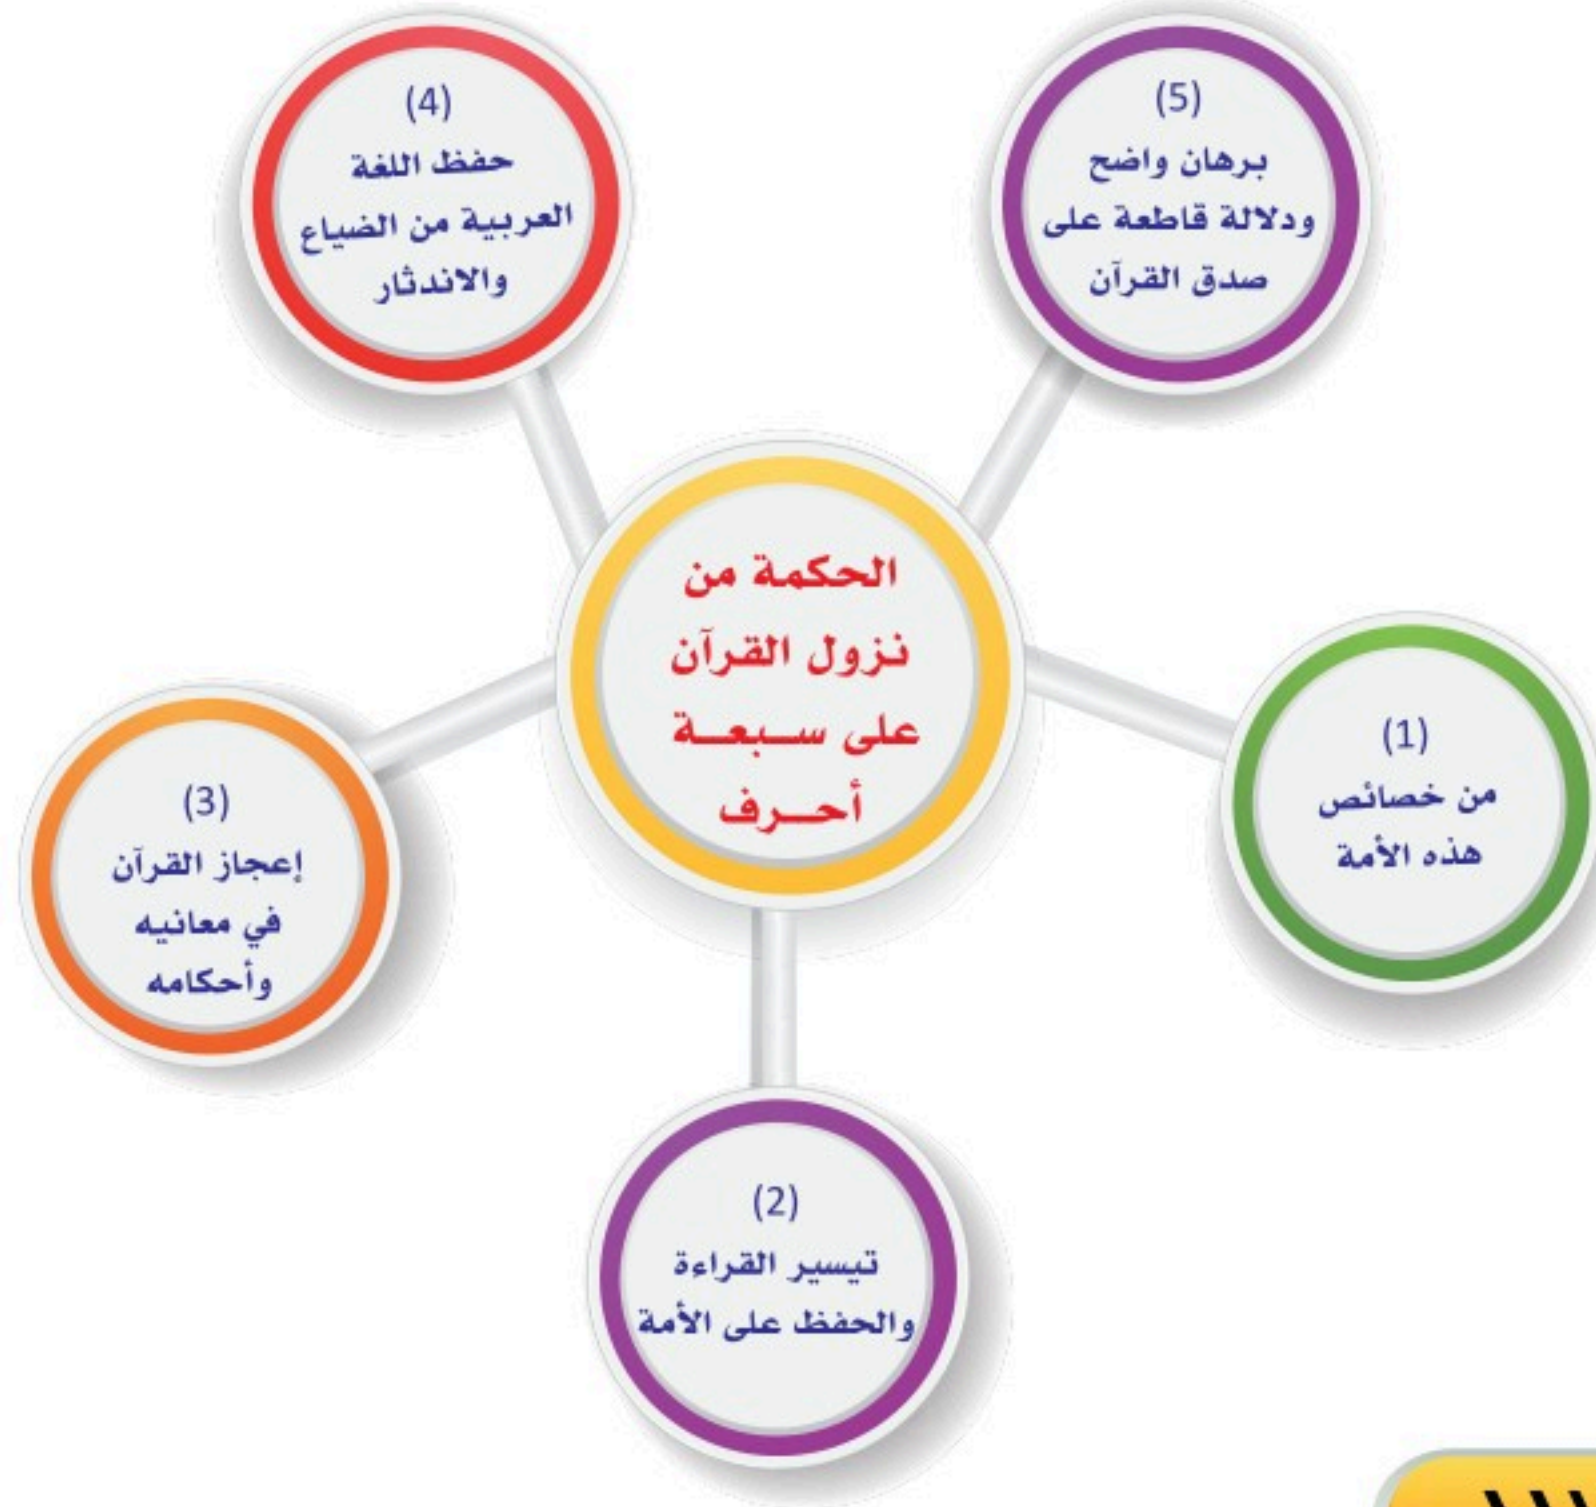 الحكمة من
نزول القرآن
على سبعة
أحرف
(1)
من خصائص
هذه الأمة
(2)
تيسير القراءة
والحفظ على الأمة
(3)
إعجاز القرآن
في معانيه
وأحكامه
(4)
حفظ اللغة
العربية من الضياع
والاندثار
(5)
برهان واضح
ودلالة قاطعة على
صدق القرآن